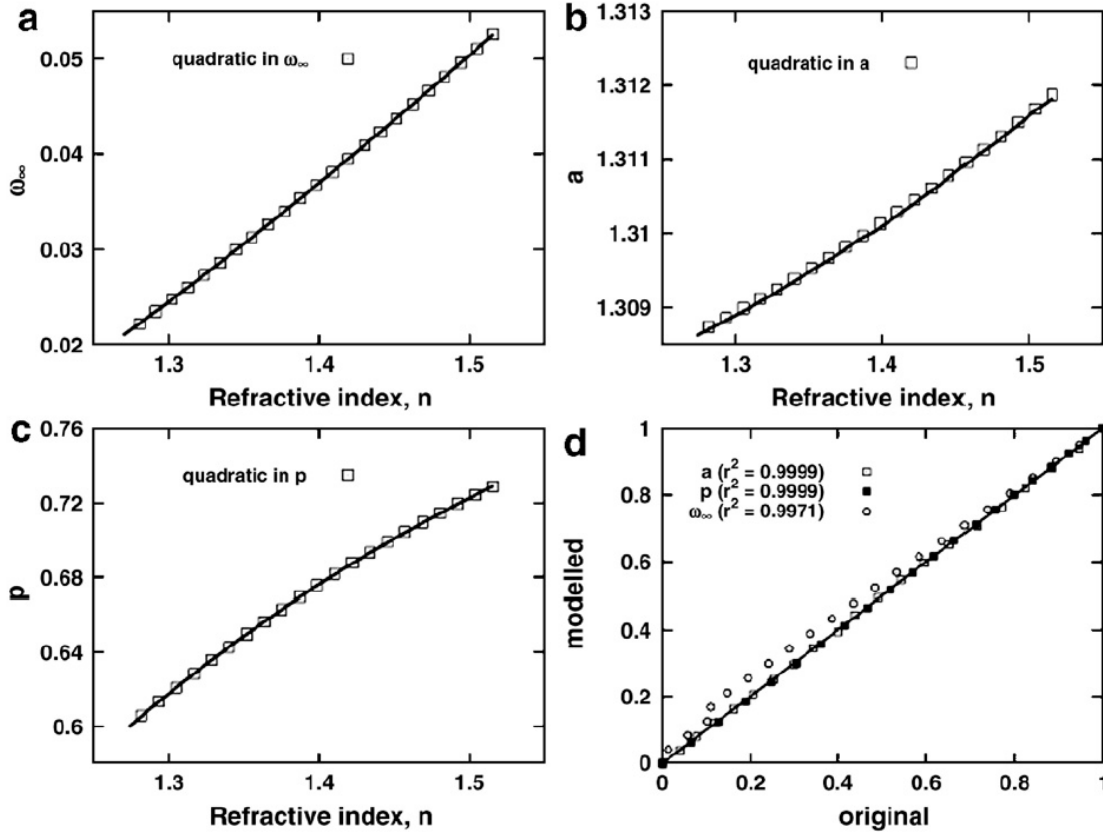 a
0.05
0.04
0.03
0.02
ω∞
quadratic in ω∞
1.3 1.4 1.5
Refractive index, n
b
1.313
1.312
1.311
1.31
1.309
a
quadratic in a
1.3 1.4 1.5
Refractive index, n
c
0.76
0.72
0.68
0.64
0.6
p
quadratic in p
1.3 1.4 1.5
Refractive index, n
d
1
0.8
0.6
0.4
0.2
0
modelled
a (r² = 0.9999)
p (r² = 0.9999)
ω∞ (r² = 0.9971)
0 0.2 0.4 0.6 0.8 1
original